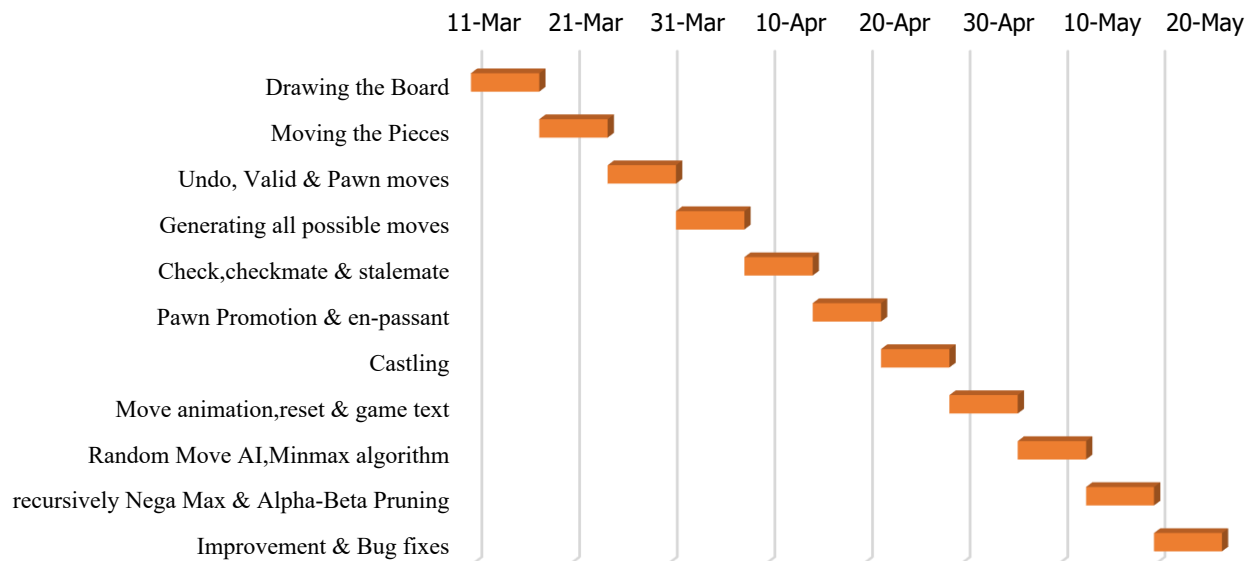 11-Mar 21-Mar 31-Mar 10-Apr 20-Apr 30-Apr 10-May 20-May
Drawing the Board
Moving the Pieces
Undo, Valid & Pawn moves
Generating all possible moves
Check,checkmate & stalemate
Pawn Promotion & en-passant
Castling
Move animation,reset & game text
Random Move AI,Minmax algorithm
recursively Nega Max & Alpha-Beta Pruning
Improvement & Bug fixes